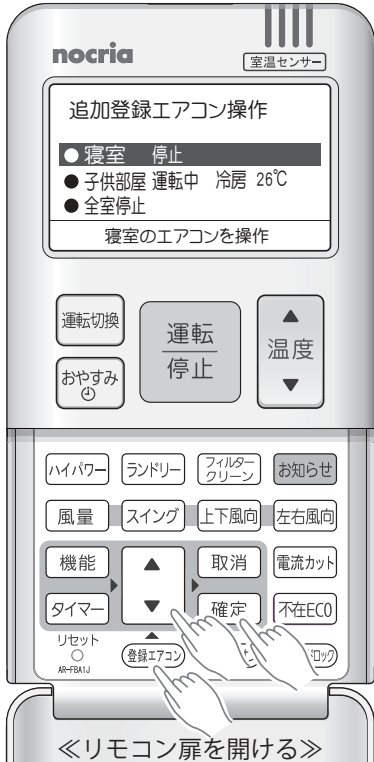 nocria
室温センサー
追加登録エアコン操作
●寝室 停止
●子供部屋 運転中 冷房 26℃
●全室停止
寝室のエアコンを操作
運転切換
運転
停止
▲
温度
▼
おやすみ
ハイパワー ランドリー フィルタークリーン お知らせ
風量 スイング 上下風向 左右風向
機能 ▲ 取消 電流カット
タイマー ▼ 確定 不在ECO
リセット
AR-FBA1J
登録エアコン
ロック
≪リモコン扉を開ける≫